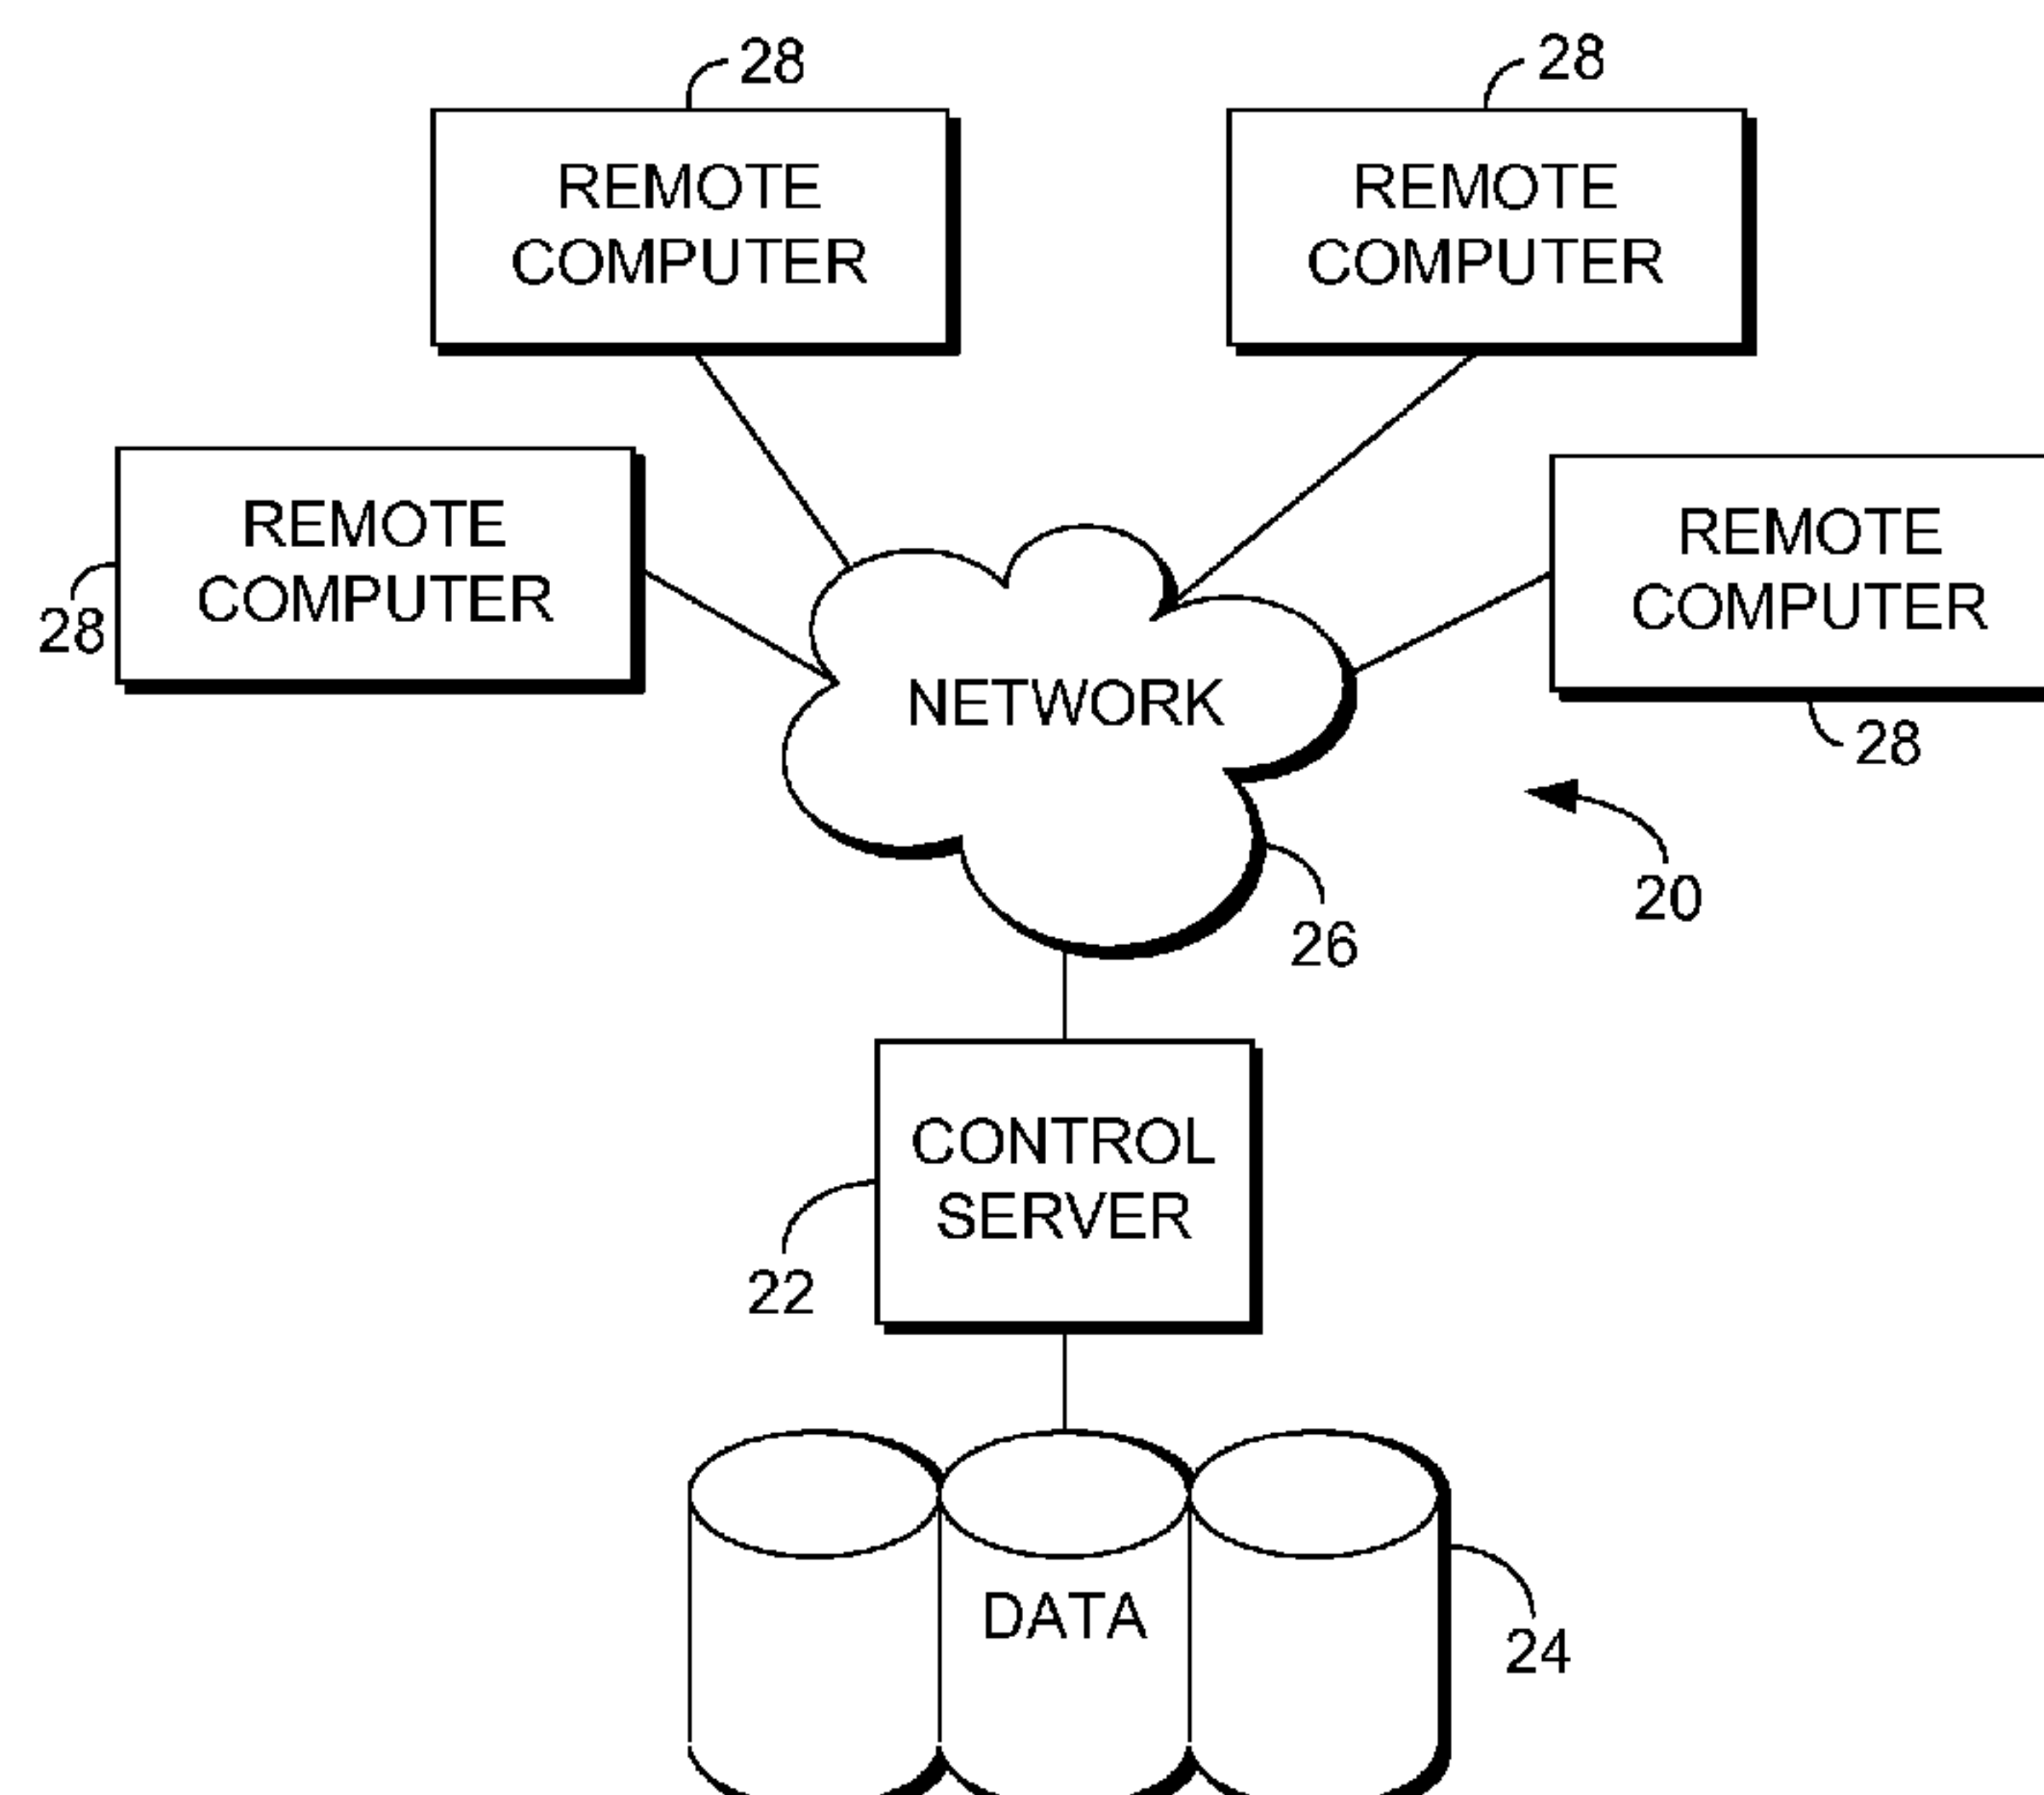 28
28
REMOTE
COMPUTER
REMOTE
COMPUTER
REMOTE
COMPUTER
28
REMOTE
COMPUTER
28
NETWORK
20
26
CONTROL
SERVER
22
DATA
24